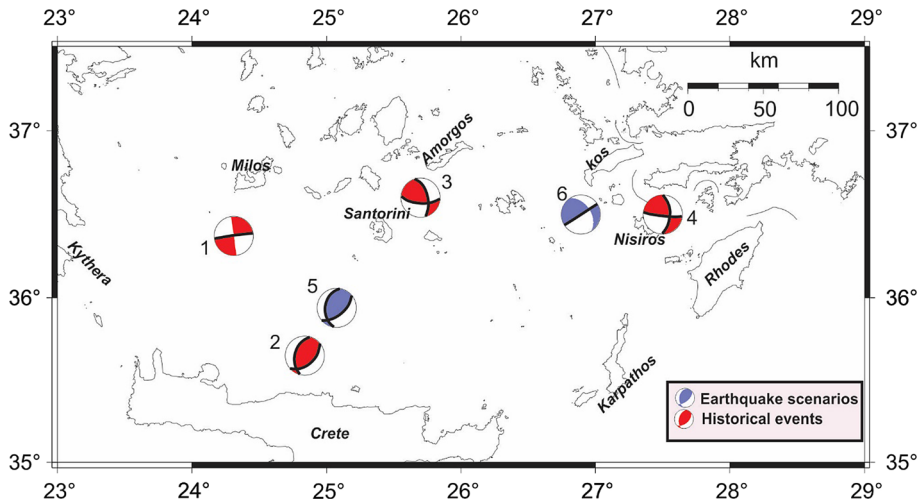 23° 24° 25° 26° 27° 28° 29°
km
0 50 100
37° 37°
Amorgos
kos
Milos
3
6
Santorini
4
1
Nisiros
Kythera
Rhodes
5
36° 36°
2
Karpathos
Earthquake scenarios
Historical events
Crete
35° 35°
23 24° 25° 26° 27° 28° 29°